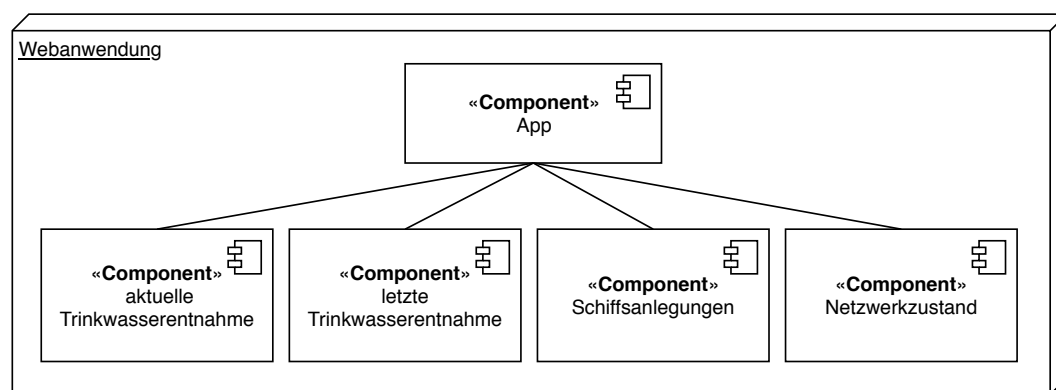 Webanwendung
«Component»
App
«Component»
aktuelle
Trinkwasserentnahme
«Component»
letzte
Trinkwasserentnahme
«Component»
Schiffsanlegungen
«Component»
Netzwerkzustand